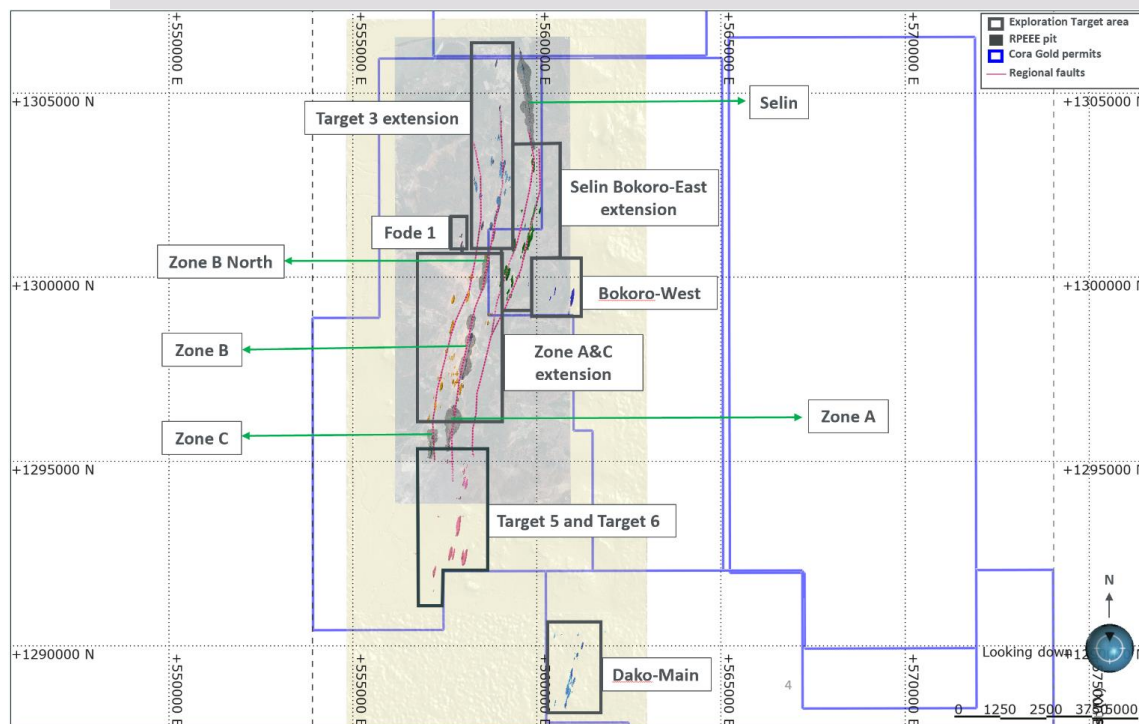 +550000 E
+555000 E
+560000 E
+565000 E
+570000 E
Exploration Target area
RPEEE pit
Cora Gold permits
Regional faults
+1305000 N
+1305000 N
Target 3 extension
Selin
Selin Bokoro-East
extension
Fode 1
Zone B North
+1300000 N
+1300000 N
Bokoro-West
Zone B
Zone A&C
extension
Zone A
Zone C
+1295000 N
+1295000 N
Target 5 and Target 6
N
+1290000 N
Looking down
Dako-Main
4
+550000 E
+555000 E
+560000 E
+565000 E
+570000 E
0 1250 2500 3750 5000